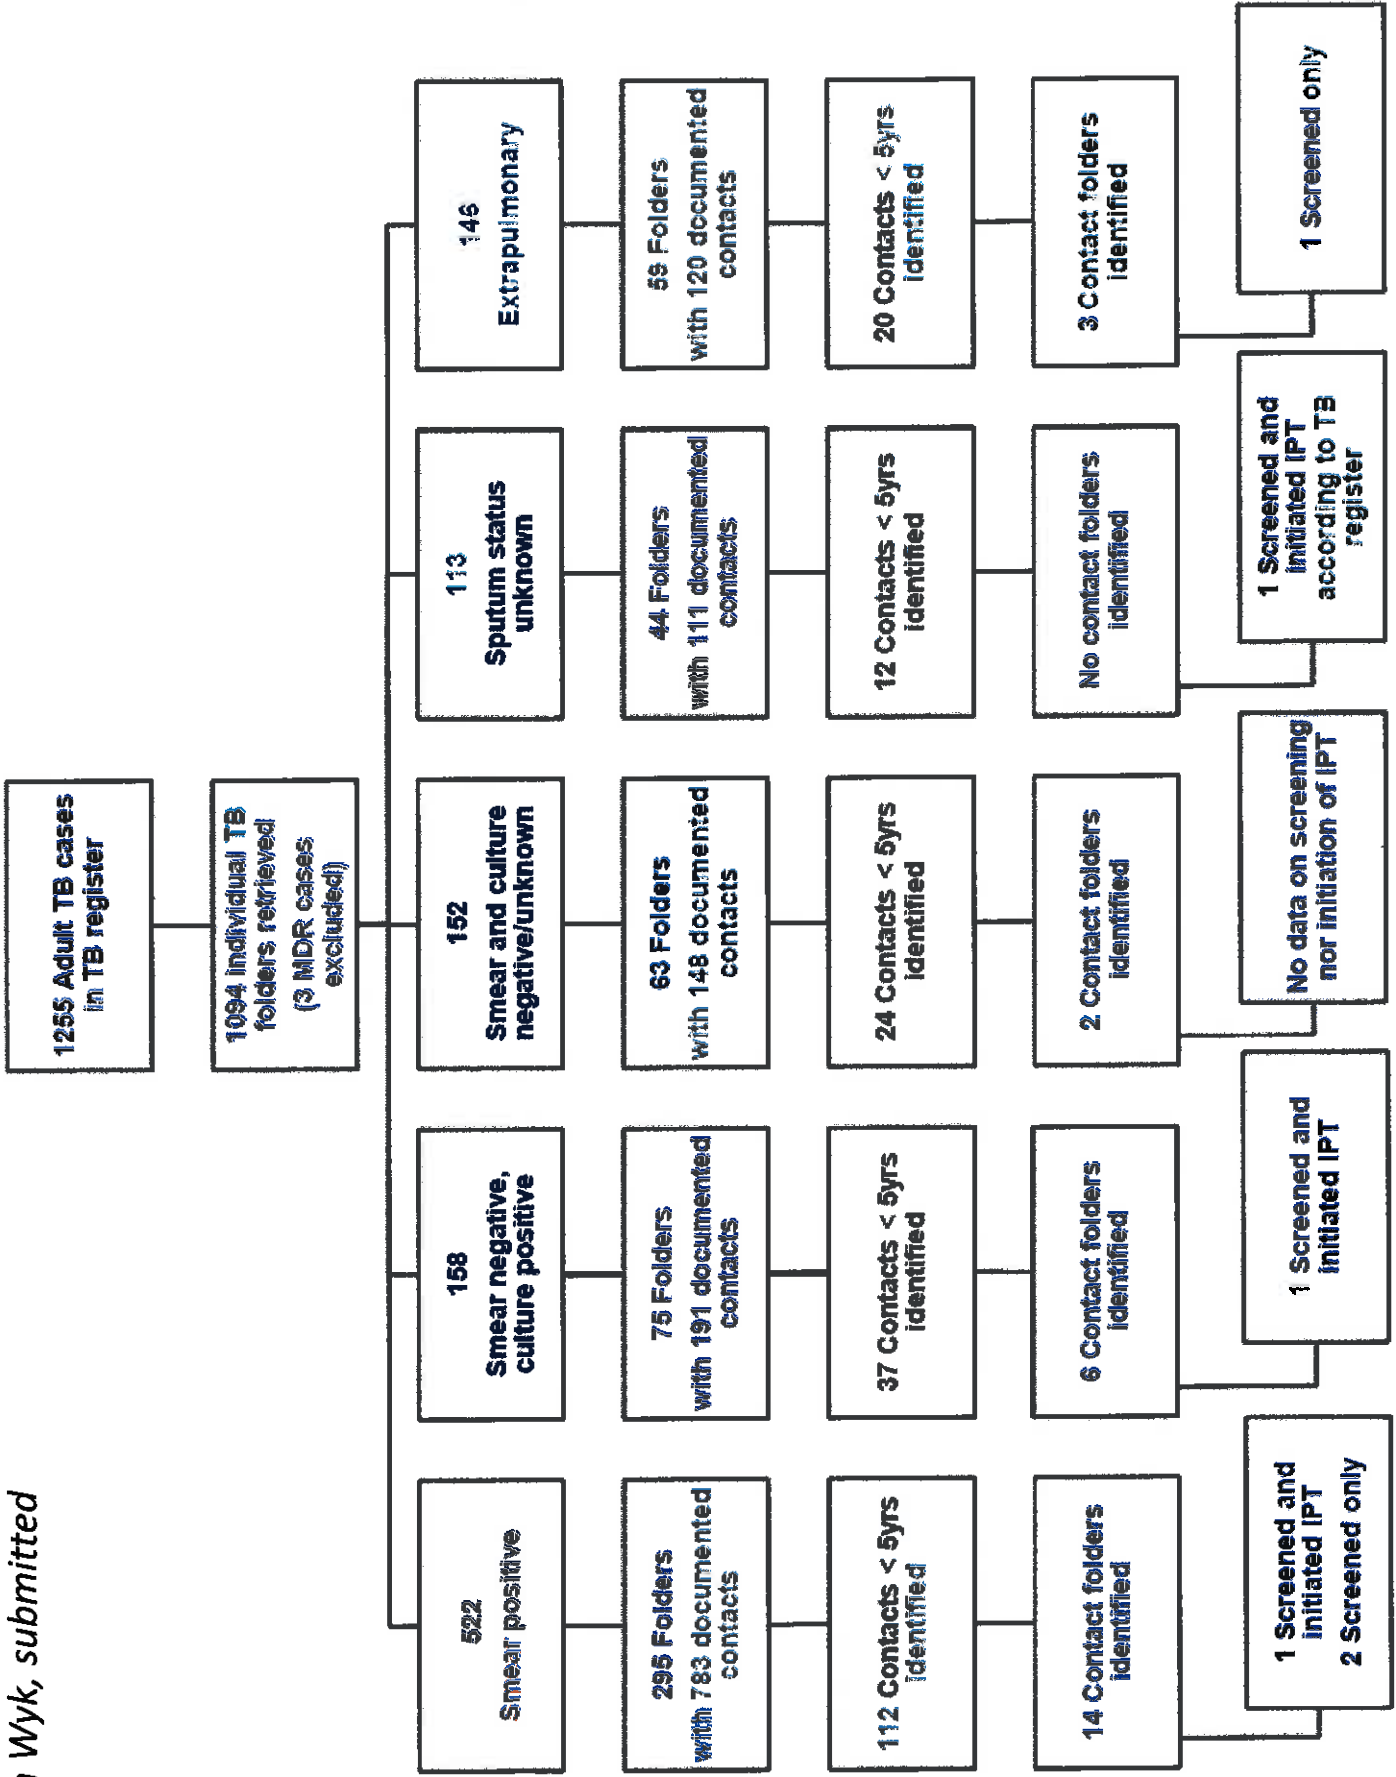 n Wyk, submitted
1255 Adult TB cases
in TB register
1094 individual TB
folders retrieved
(3 MDR cases
excluded)
522
Smear positive
158
Smear negative,
culture positive
152
Smear and culture
negative/unknown
113
Sputum status
unknown
146
Extrapulmonary
295 Folders
with 783 documented
contacts
75 Folders
with 191 documented
contacts
63 Folders
with 148 documented
contacts
44 Folders
with 111 documented
contacts
59 Folders
with 120 documented
contacts
112 Contacts < 5yrs
identified
37 Contacts < 5yrs
identified
24 Contacts < 5yrs
identified
12 Contacts < 5yrs
identified
20 Contacts < 5yrs
identified
14 Contact folders
identified
6 Contact folders
identified
2 Contact folders
identified
No contact folders
identified
3 Contact folders
identified
1 Screened and
initiated IPT
2 Screened only
1 Screened and
initiated IPT
No data on screening
nor initiation of IPT
1 Screened and
initiated IPT
according to TB
register
1 Screened only